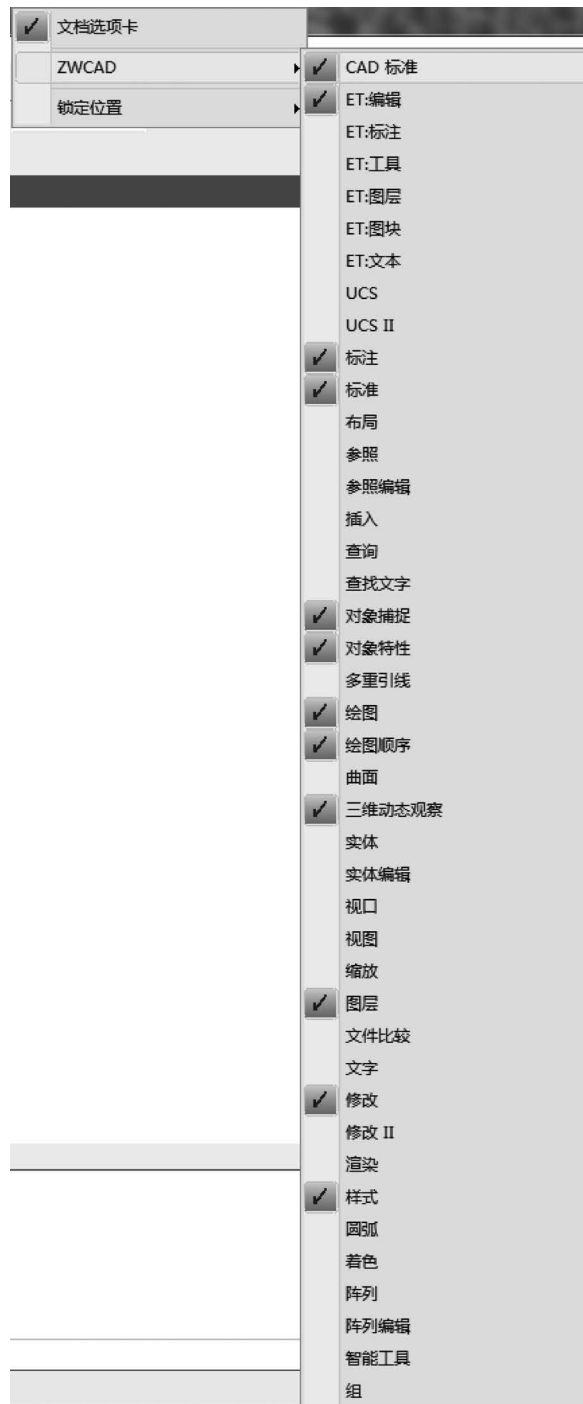 文档选项卡
ZWCAD
锁定位置
CAD 标准
ET:编辑
ET:标注
ET:工具
ET:图层
ET:图块
ET:文本
UCS
UCS II
标注
标准
布局
参照
参照编辑
插入
查询
查找文字
对象捕捉
对象特性
多重引线
绘图
绘图顺序
曲面
三维动态观察
实体
实体编辑
视口
视图
缩放
图层
文件比较
文字
修改
修改 II
渲染
样式
圆弧
着色
阵列
阵列编辑
智能工具
组